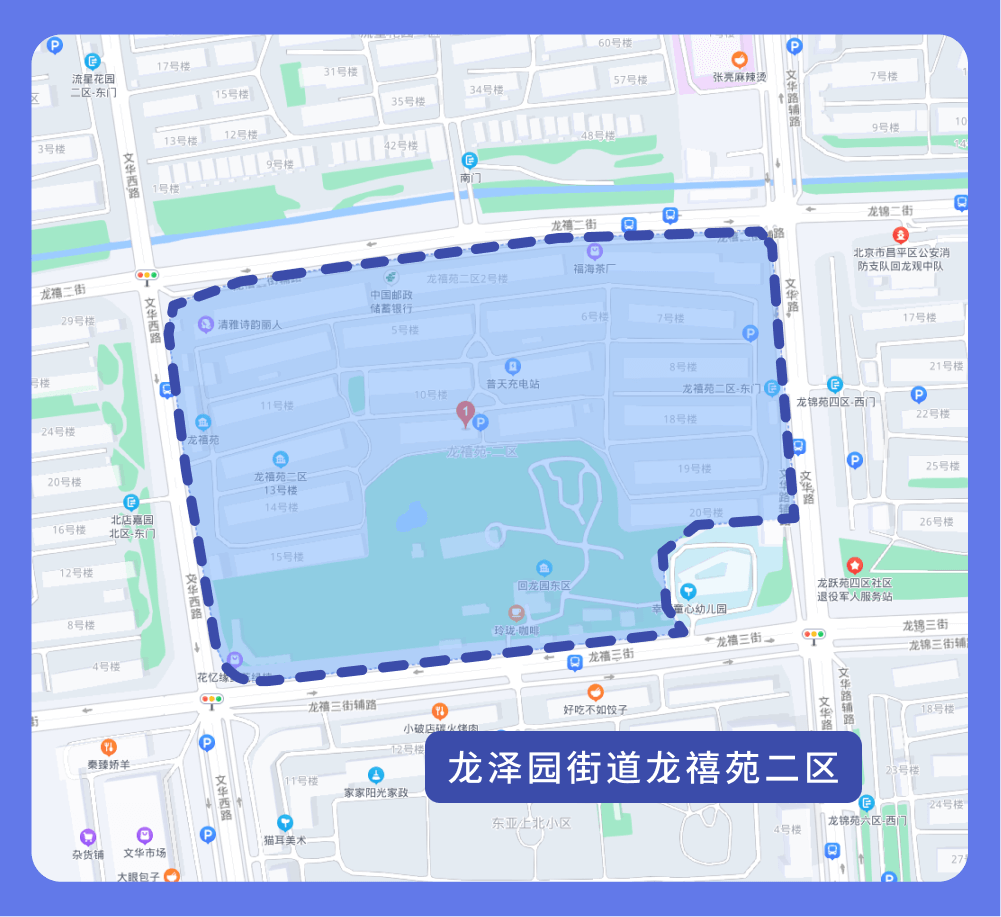 60号楼
17号楼
31号楼
34号楼
57号楼
张亮麻辣烫
7号楼
流星花园
二区-东门
15号楼
35号楼
文华路辅路
13号楼
12号楼
42号楼
48号楼
9号楼
3号楼
9号楼
南门
文华西路
1号楼
龙禧二街
龙锦二街
北京市昌平区公安消
防支队回龙观中队
福海茶厂
龙禧苑二区2号楼
中国邮政
储蓄银行
龙禧二街
29号楼
清雅诗韵丽人
5号楼
6号楼
7号楼
17号楼
文华西路
文华路
普天充电站
8号楼
21号楼
龙禧苑二区-东门
龙锦苑四区-西门
10号楼
11号楼
1
18号楼
22号楼
24号楼
龙禧苑
龙禧苑-二区
龙禧苑二区
13号楼
19号楼
25号楼
20号楼
14号楼
20号楼
文华路辅路
文华路
26号楼
北店嘉园
北区-东门
16号楼
15号楼
12号楼
回龙园东区
文华西路
童心幼儿园
龙跃苑四区社区
退役军人服务站
8号楼
玲珑·咖啡
龙禧三街
龙锦三街
龙锦三街辅
4号楼
龙禧三街
花忆缘
龙禧三街辅路
好吃不如饺子
文华路辅路
文华路
18号楼
小破店碳火烤肉
12号楼
秦臻娇羊
龙泽园街道龙禧苑二区
23号楼
11号楼
家家阳光家政
文华西路
24号楼
东亚上北小区
4号楼
龙锦苑六区-西门
猫耳美术
杂货铺
文华市场
大眼包子